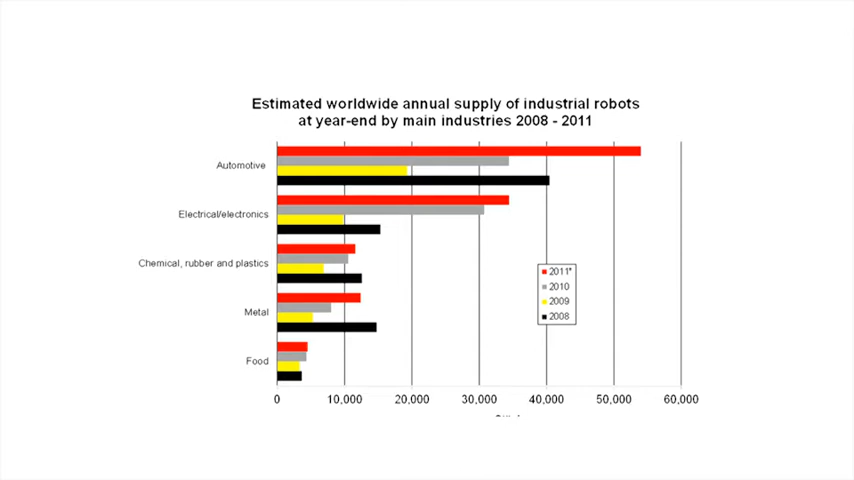 Estimated worldwide annual supply of industrial robots
at year-end by main industries 2008 - 2011
Automotive
Electrical/electronics
Chemical, rubber and plastics
Metal
Food
2011*
2010
2009
2008
0 10,000 20,000 30,000 40,000 50,000 60,000